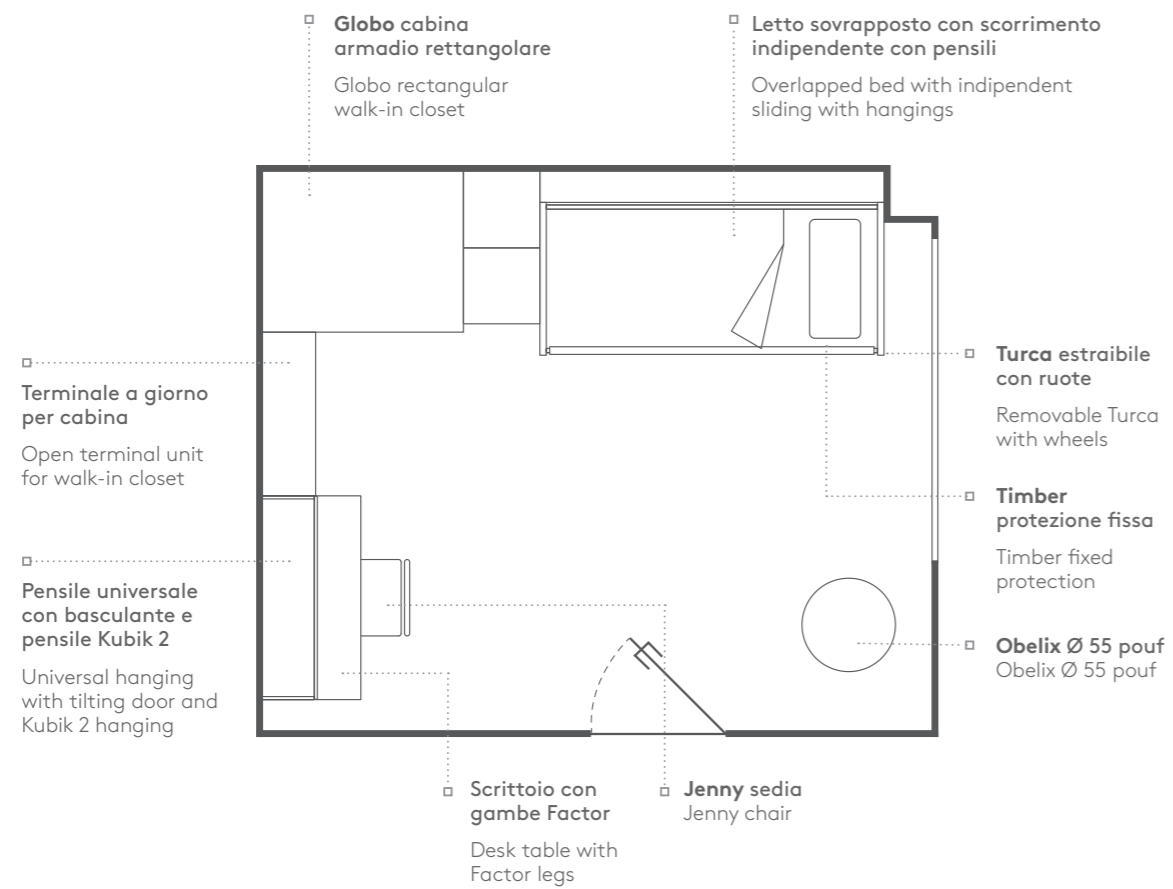 Globo cabina
armadio rettangolare
Globo rectangular
walk-in closet
Letto sovrapposto con scorrimento
indipendente con pensili
Overlapped bed with indipendent
sliding with hangings
Terminale a giorno
per cabina
Open terminal unit
for walk-in closet
Pensile universale
con basculante e
pensile Kubik 2
Universal hanging
with tilting door and
Kubik 2 hanging
Turca estraibile
con ruote
Removable Turca
with wheels
Timber
protezione fissa
Timber fixed
protection
Obelix Ø 55 pouf
Obelix Ø 55 pouf
Scrittoio con
gambe Factor
Desk table with
Factor legs
Jenny sedia
Jenny chair